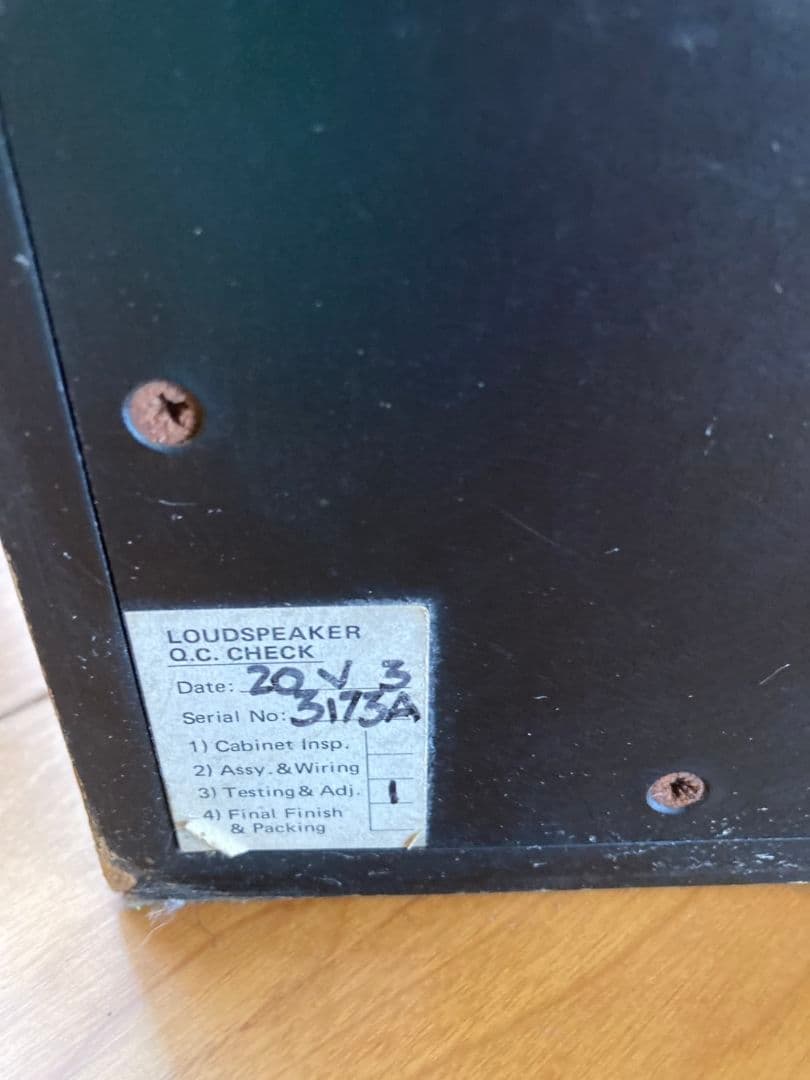 LOUDSPEAKER
Q.C. CHECK
Date: 20 V 3
Serial No: 3173A
1) Cabinet Insp.
2) Assy. & Wiring
3) Testing & Adj. 1
4) Final Finish
& Packing